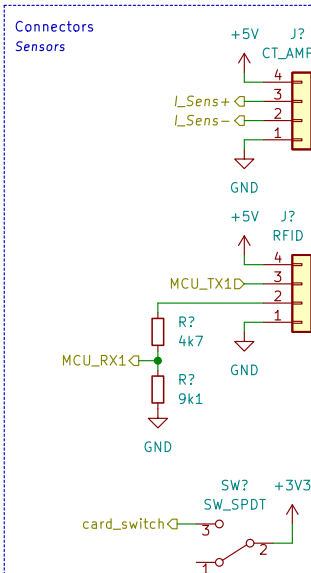 Connectors
Sensors
+5V
J?
CT_AMP
4
I_Sens+
3
I_Sens-
2
1
GND
+5V
J?
RFID
4
MCU_TX1
3
2
1
R?
4k7
GND
MCU_RX1
R?
9k1
GND
SW?
+3V3
SW_SPDT
card_switch
3
2
1